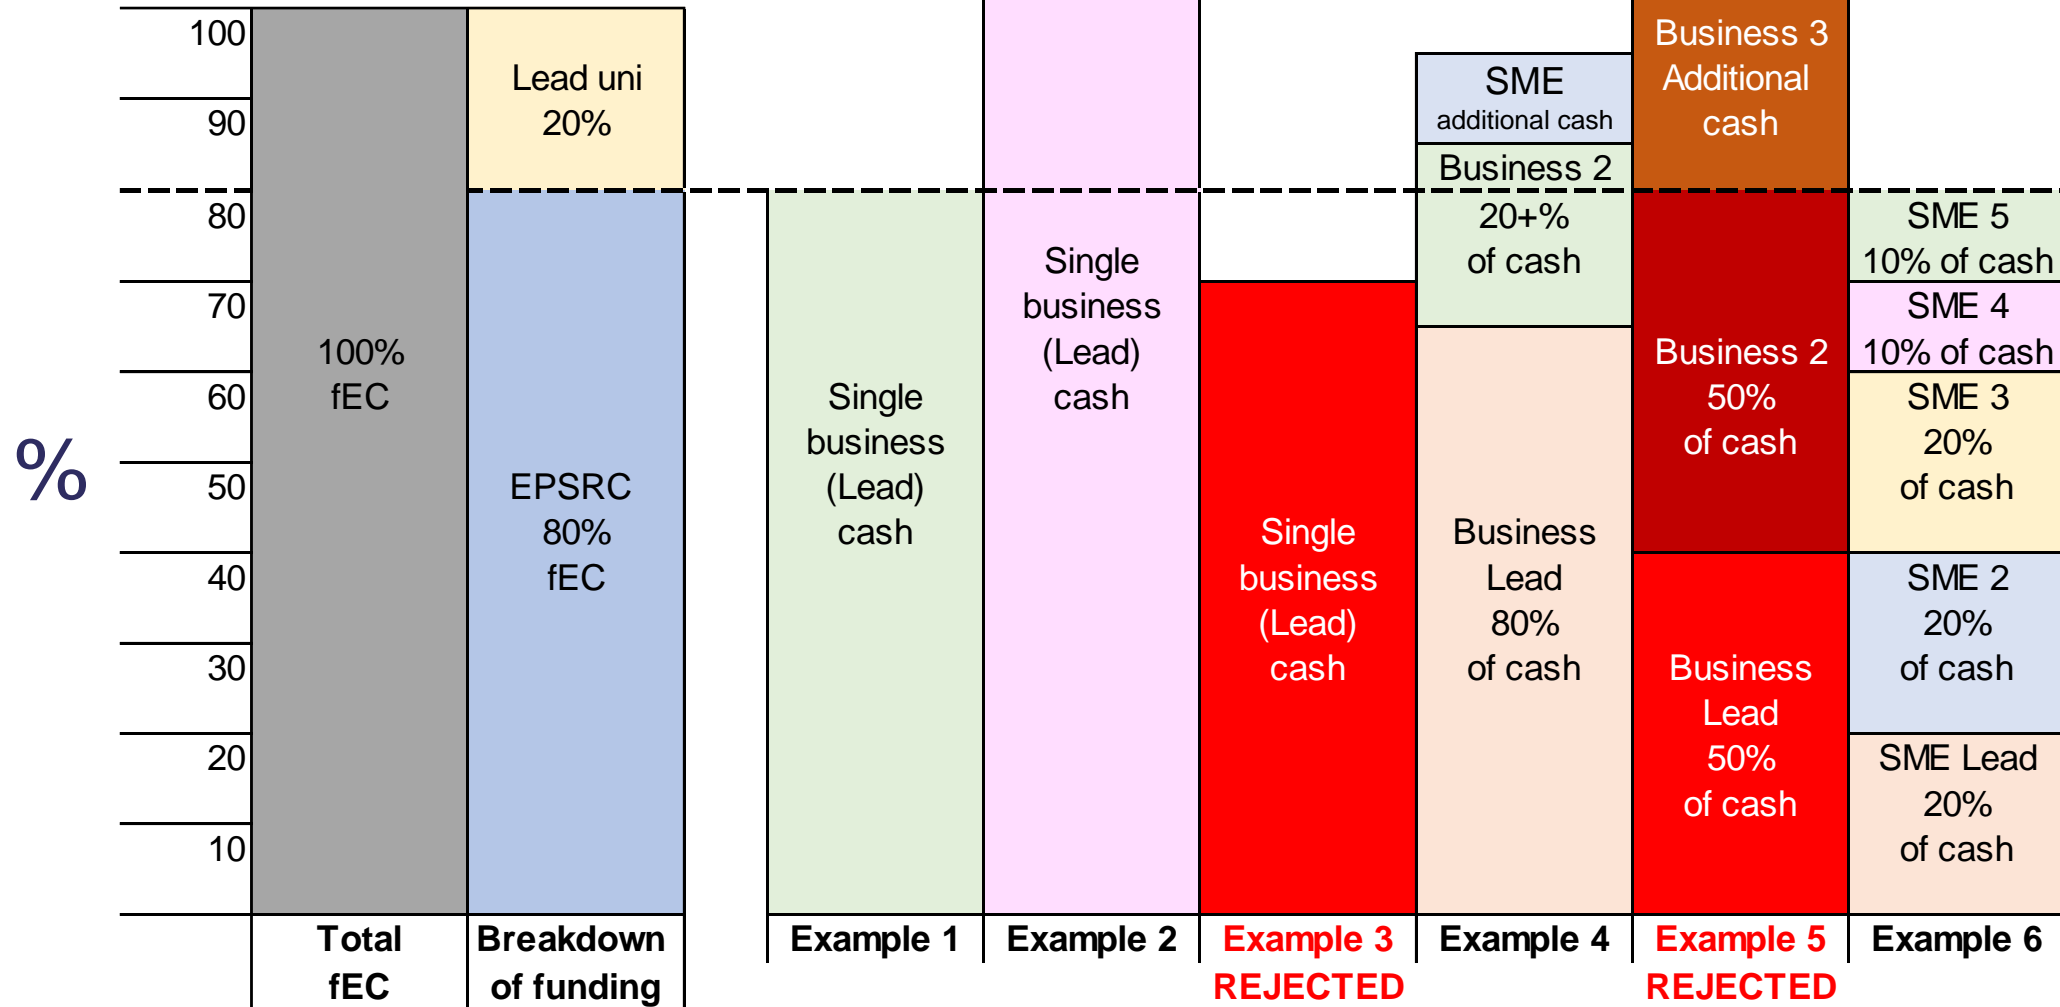 %
100
90
80
70
60
50
40
30
20
10
100%
fEC
Total
fEC
Lead uni
20%
EPSRC
80%
fEC
Breakdown
of funding
Single
business
(Lead)
cash
Example 1
Single
business
(Lead)
cash
Example 2
Single
business
(Lead)
cash
Example 3
REJECTED
SME
additional cash
Business 2
20+%
of cash
Business
Lead
80%
of cash
Example 4
Business 3
Additional
cash
Business 2
50%
of cash
Business
Lead
50%
of cash
Example 5
REJECTED
SME 5
10% of cash
SME 4
10% of cash
SME 3
20%
of cash
SME 2
20%
of cash
SME Lead
20%
of cash
Example 6